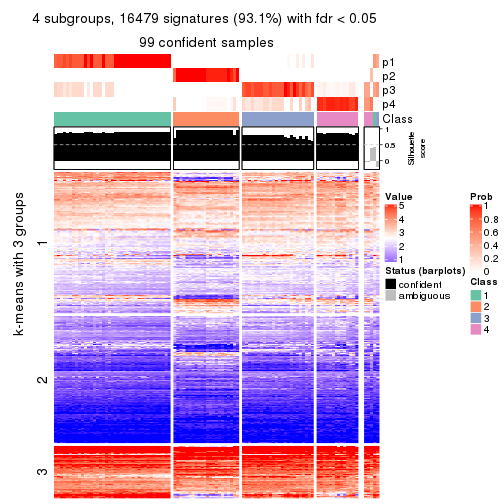 4 subgroups, 16479 signatures (93.1%) with fdr < 0.05
99 confident samples
p1
p2
p3
p4
Class
1
0.5
0
Silhouette
score
k-means with 3 groups
1
2
3
Value
5
4
3
2
1
Status (barplots)
confident
ambiguous
Prob
1
0.8
0.6
0.4
0.2
0
Class
1
2
3
4